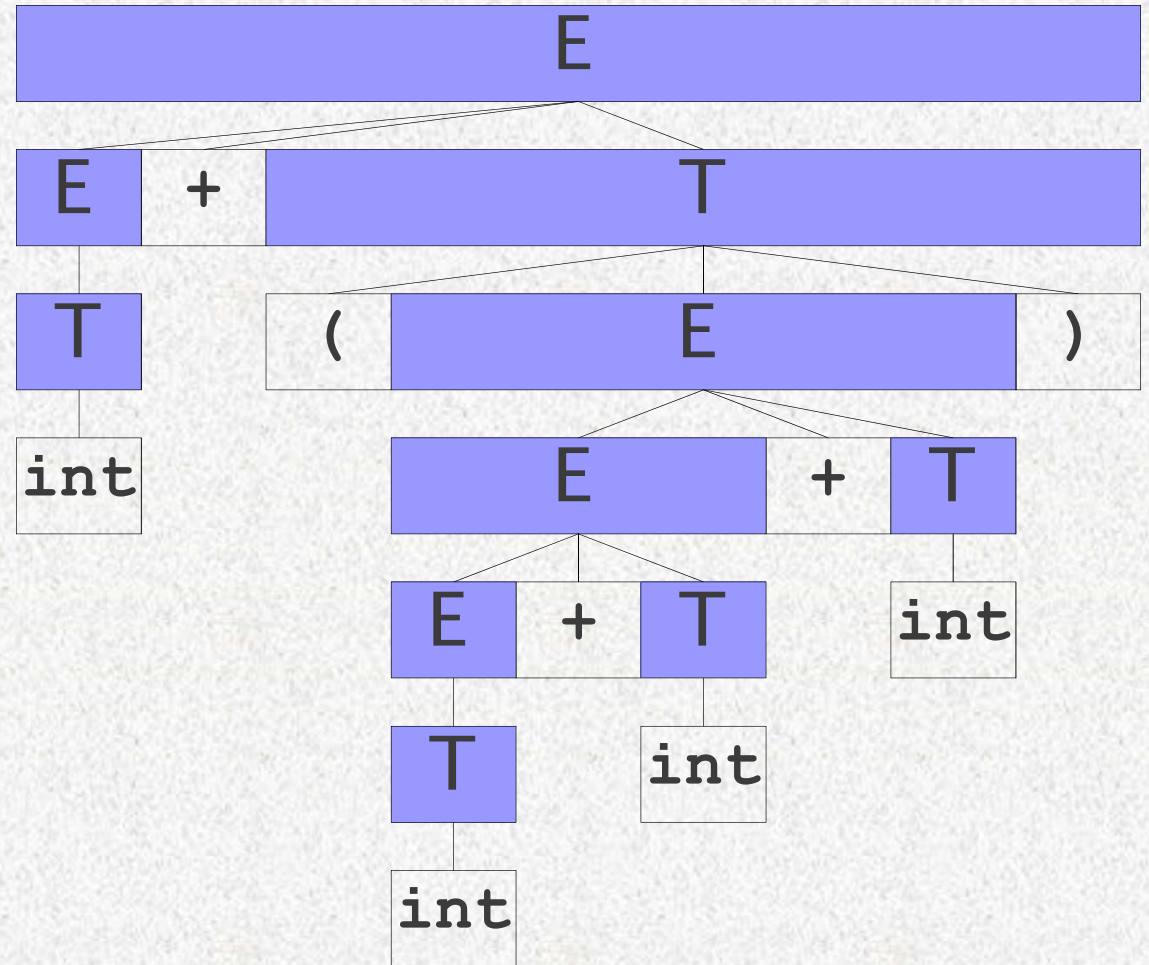 E
E + T
T ( E )
int E + T
E + T int
T int
int